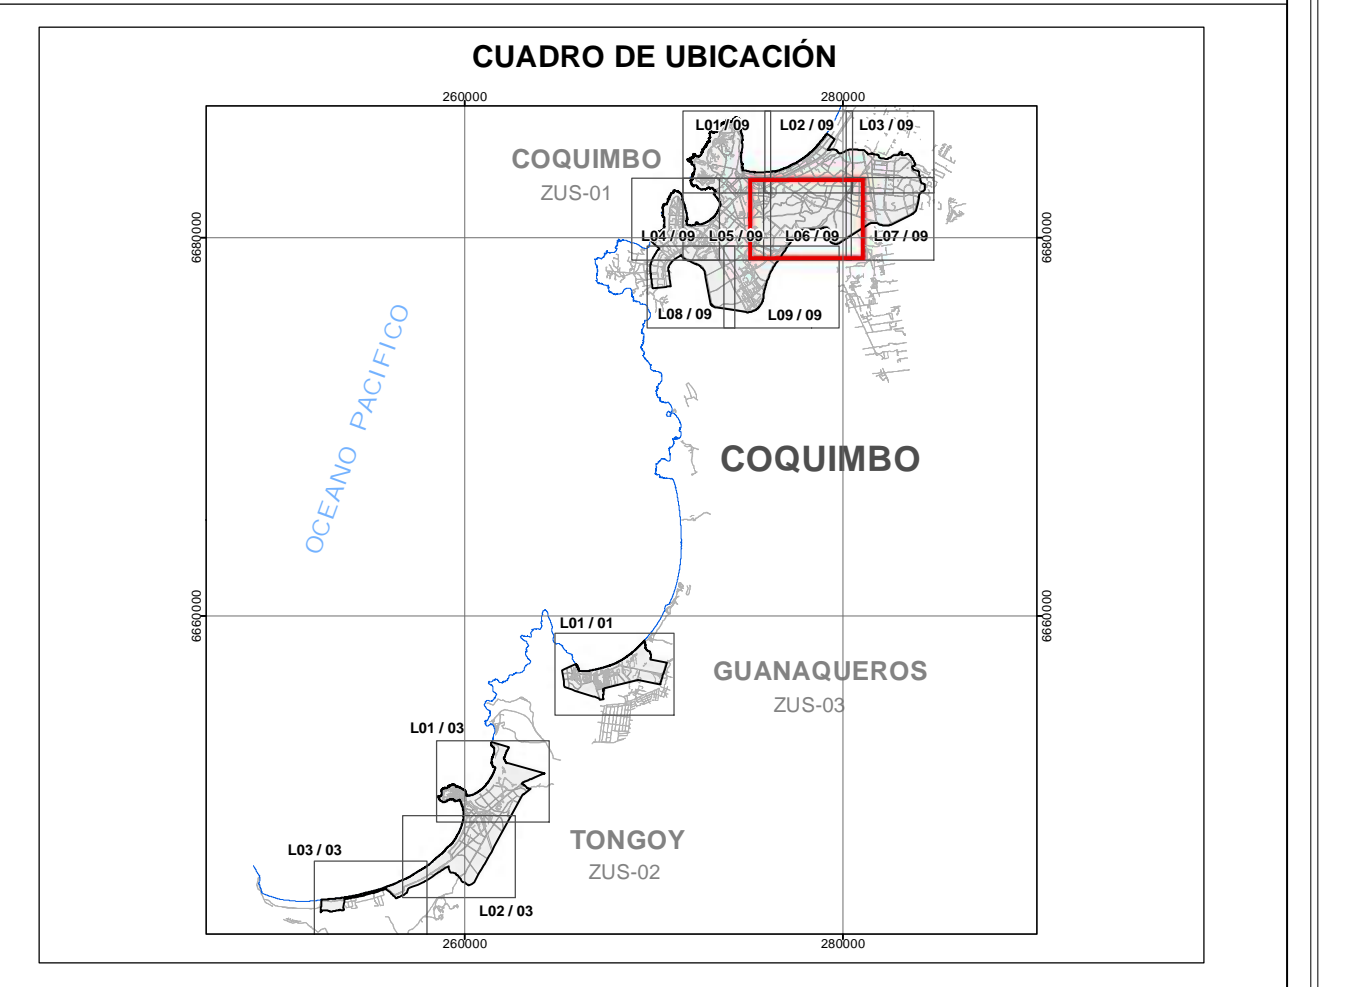 CUADRO DE UBICACIÓN
260000
280000
L01 / 09
L02 / 09
L03 / 09
COQUIMBO
ZUS-01
6680000
6680000
L04 / 09
L05 / 09
L06 / 09
L07 / 09
L08 / 09
L09 / 09
OCEANO PACIFICO
COQUIMBO
6660000
6660000
L01 / 01
GUANAQUEROS
ZUS-03
L01 / 03
TONGOY
ZUS-02
L03 / 03
L02 / 03
260000
280000